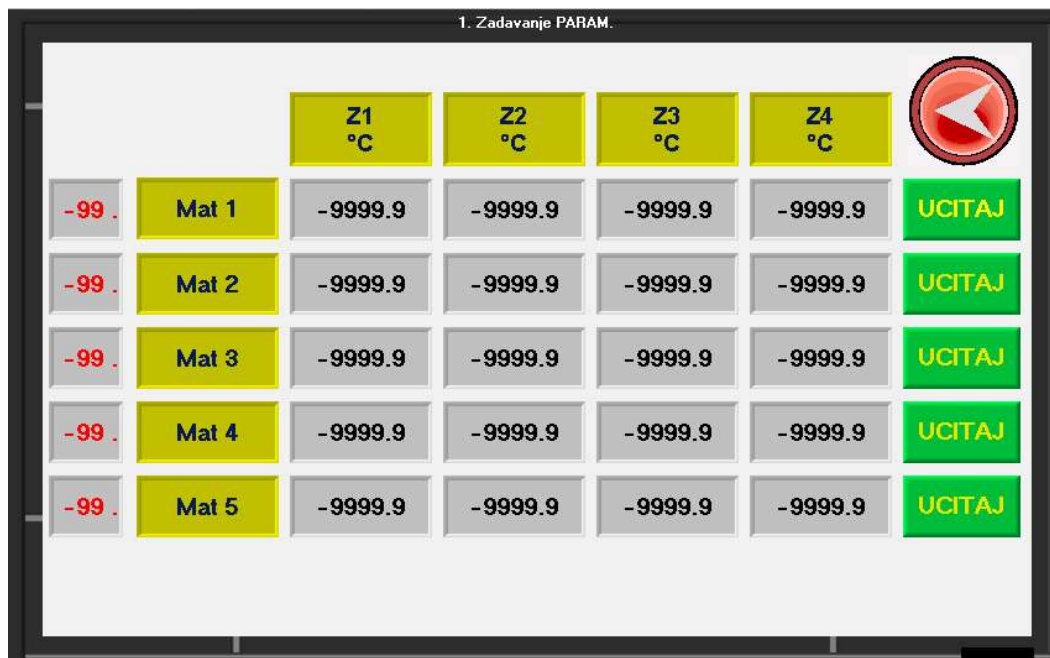 1. Zadavanje PARAM.
Z1 Z2 Z3 Z4
°C °C °C °C
-99 . Mat 1 -9999.9 -9999.9 -9999.9 -9999.9 UCITAJ
-99 . Mat 2 -9999.9 -9999.9 -9999.9 -9999.9 UCITAJ
-99 . Mat 3 -9999.9 -9999.9 -9999.9 -9999.9 UCITAJ
-99 . Mat 4 -9999.9 -9999.9 -9999.9 -9999.9 UCITAJ
-99 . Mat 5 -9999.9 -9999.9 -9999.9 -9999.9 UCITAJ